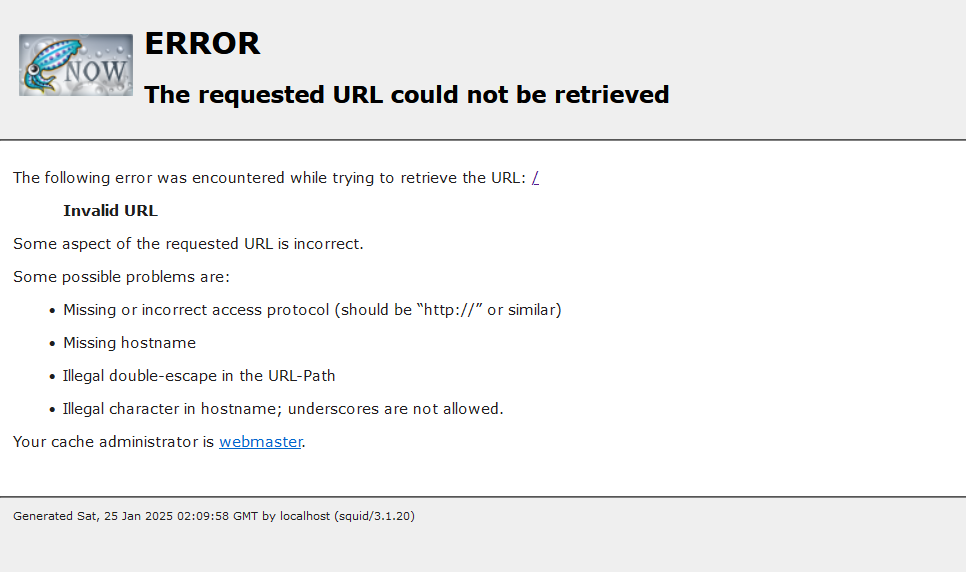 NOW
ERROR
The requested URL could not be retrieved
The following error was encountered while trying to retrieve the URL: /
Invalid URL
Some aspect of the requested URL is incorrect.
Some possible problems are:
• Missing or incorrect access protocol (should be “http://” or similar)
• Missing hostname
• Illegal double-escape in the URL-Path
• Illegal character in hostname; underscores are not allowed.
Your cache administrator is webmaster.
Generated Sat, 25 Jan 2025 02:09:58 GMT by localhost (squid/3.1.20)